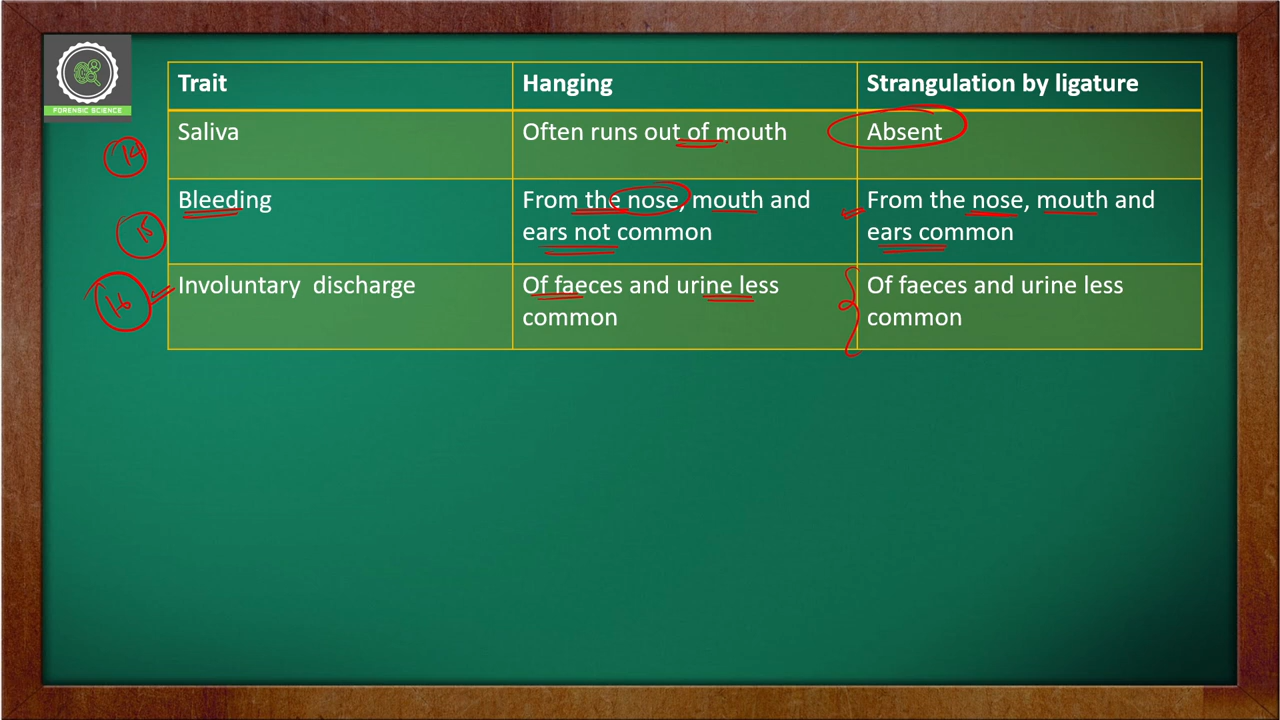 FORENSIC SCIENCE
Trait Hanging Strangulation by ligature
14
Saliva Often runs out of mouth Absent
15
Bleeding From the nose, mouth and From the nose, mouth and
ears not common ears common
16
Involuntary discharge Of faeces and urine less Of faeces and urine less
common common